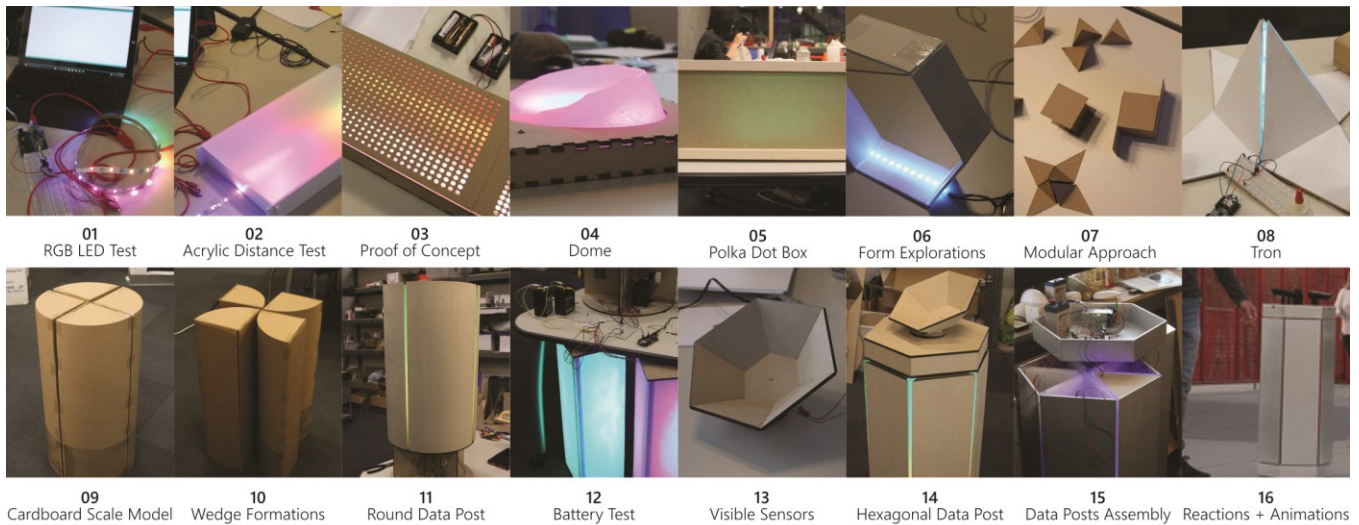 01
RGB LED Test
02
Acrylic Distance Test
03
Proof of Concept
04
Dome
05
Polka Dot Box
06
Form Explorations
07
Modular Approach
08
Tron
09
Cardboard Scale Model
10
Wedge Formations
11
Round Data Post
12
Battery Test
13
Visible Sensors
14
Hexagonal Data Post
15
Data Posts Assembly
16
Reactions + Animations